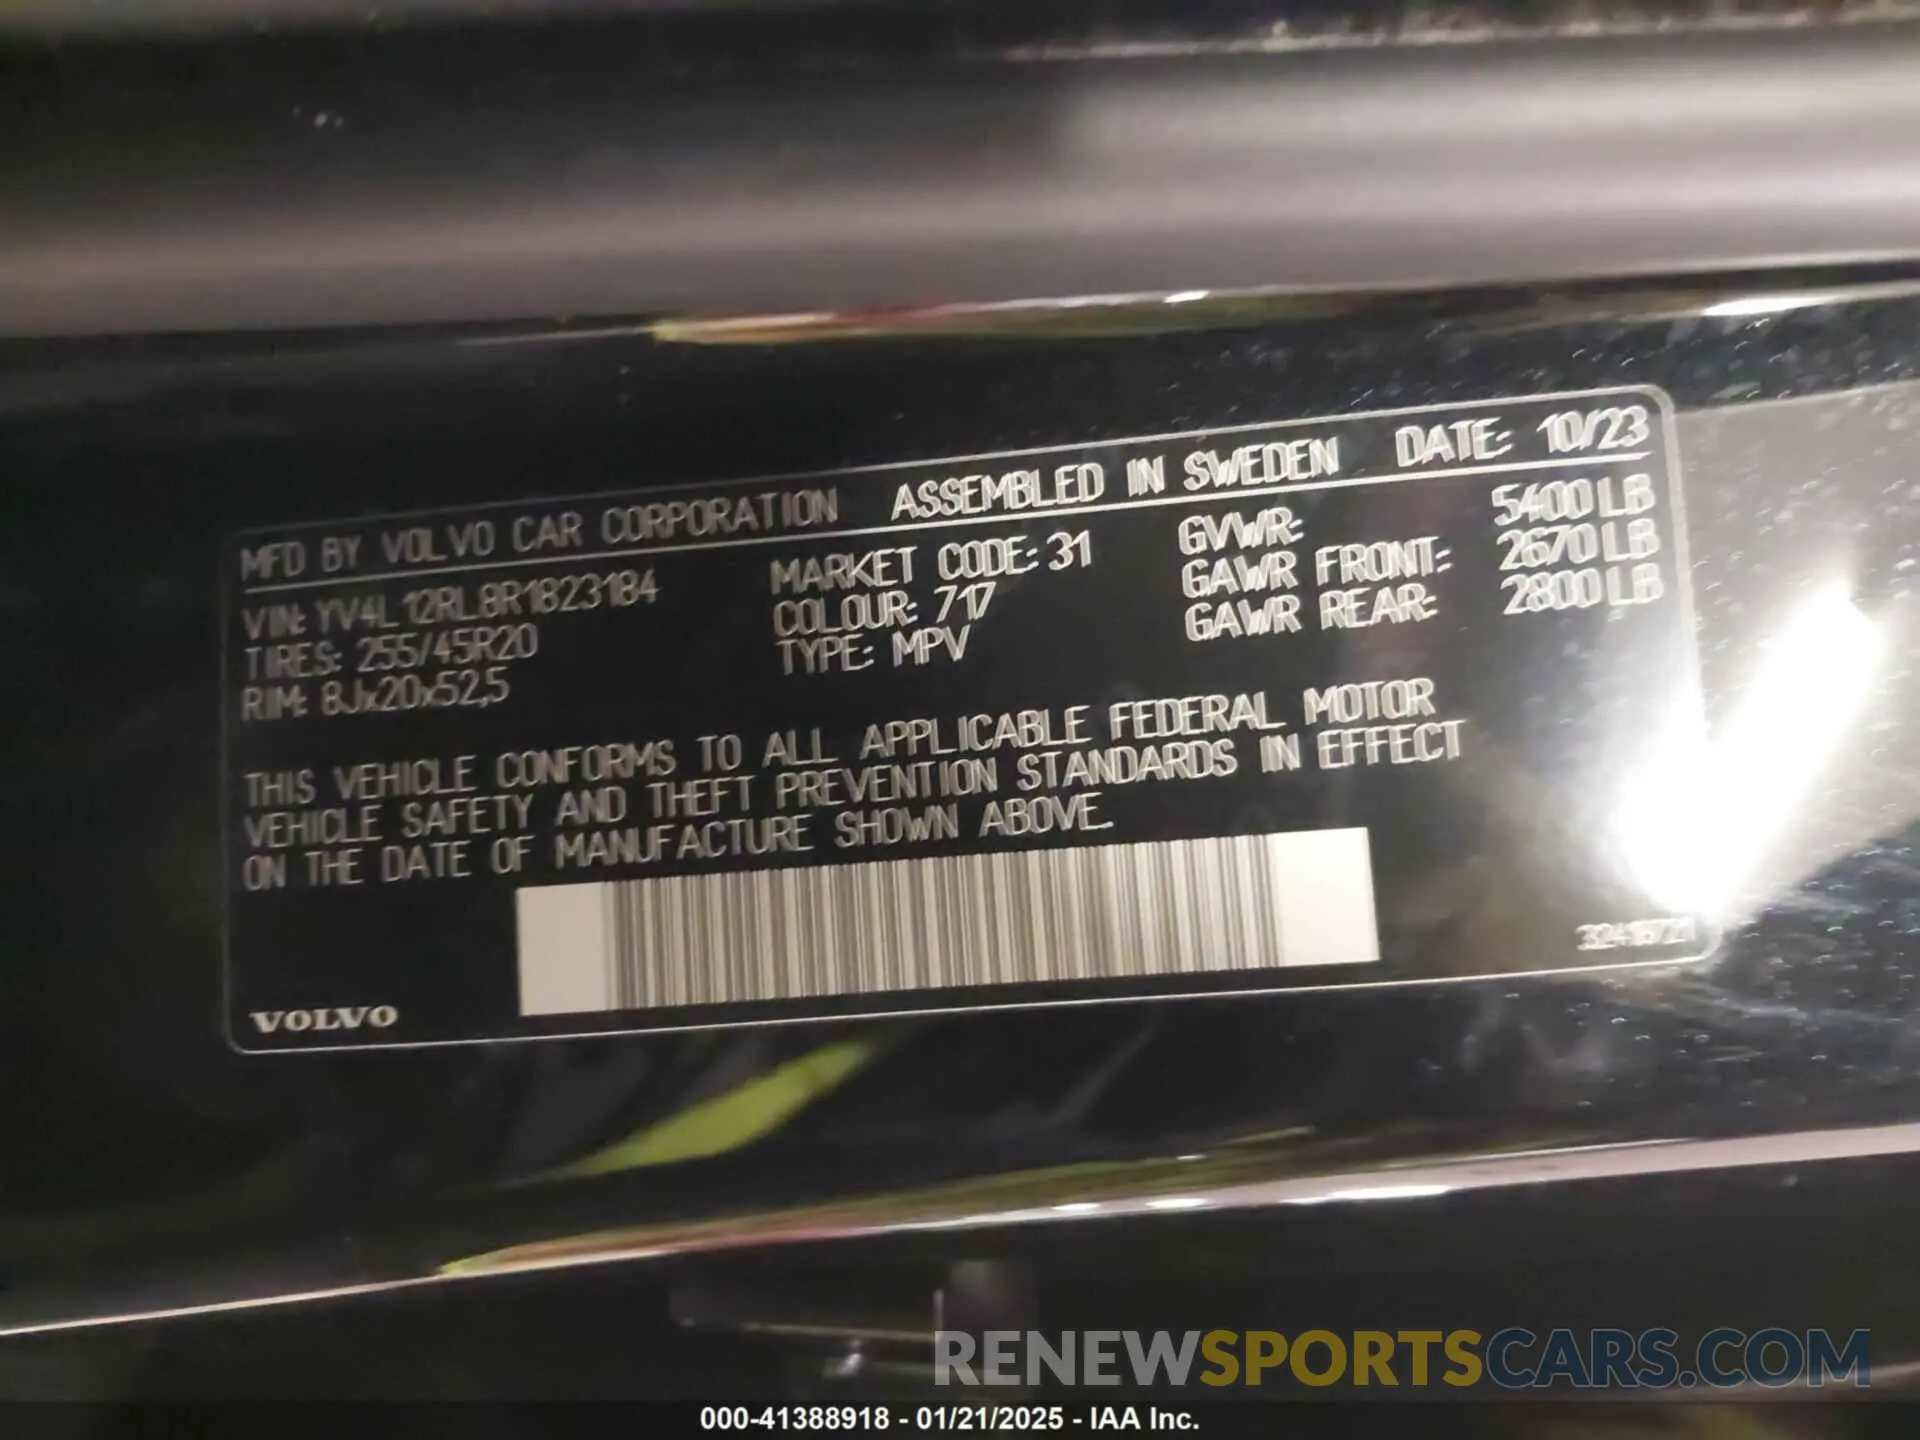 MFD BY VOLVO CAR CORPORATION ASSEMBLED IN SWEDEN DATE: 10/23
VIN: YV4L12RL8R1823184 MARKET CODE: 31 GVWR: 5400 LB
TIRES: 255/45R20 COLOUR: 717 GAWR FRONT: 2670 LB
RIM: 8Jx20x52,5 TYPE: MPV GAWR REAR: 2800 LB
THIS VEHICLE CONFORMS TO ALL APPLICABLE FEDERAL MOTOR
VEHICLE SAFETY AND THEFT PREVENTION STANDARDS IN EFFECT
ON THE DATE OF MANUFACTURE SHOWN ABOVE.
VOLVO
RENEWSPORTSCARS.COM
000-41388918 - 01/21/2025 - IAA Inc.